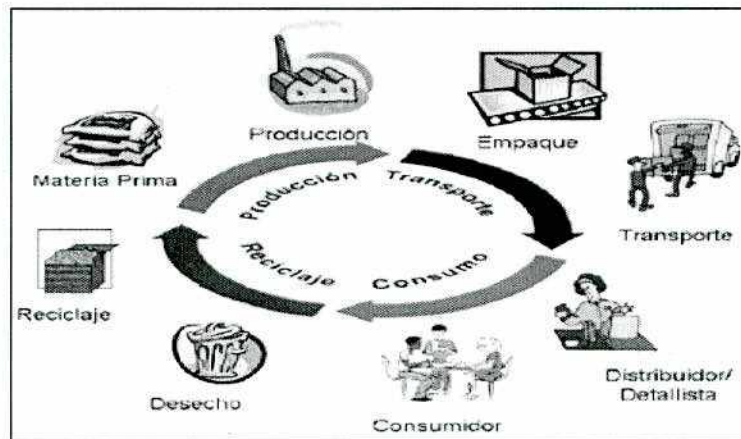 Producción
Empaque
Materia Prima
Producción
Transporte
Transporte
Reciclaje
Consumo
Reciclaje
Desecho
Distribuidor/
Detallista
Consumidor